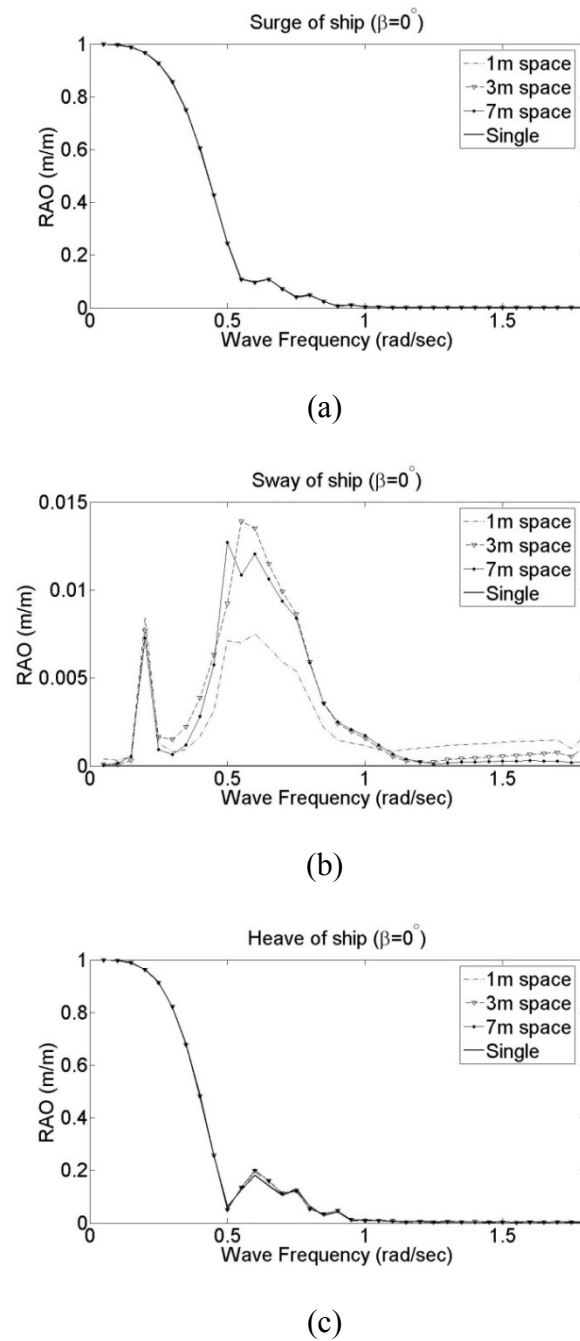 Surge of ship (β=0°)
1m space
3m space
7m space
Single
RAO (m/m)
1
0.8
0.6
0.4
0.2
0
0 0.5 1 1.5
Wave Frequency (rad/sec)
(a)
Sway of ship (β=0°)
1m space
3m space
7m space
Single
RAO (m/m)
0.015
0.01
0.005
0
0 0.5 1 1.5
Wave Frequency (rad/sec)
(b)
Heave of ship (β=0°)
1m space
3m space
7m space
Single
RAO (m/m)
1
0.8
0.6
0.4
0.2
0
0 0.5 1 1.5
Wave Frequency (rad/sec)
(c)